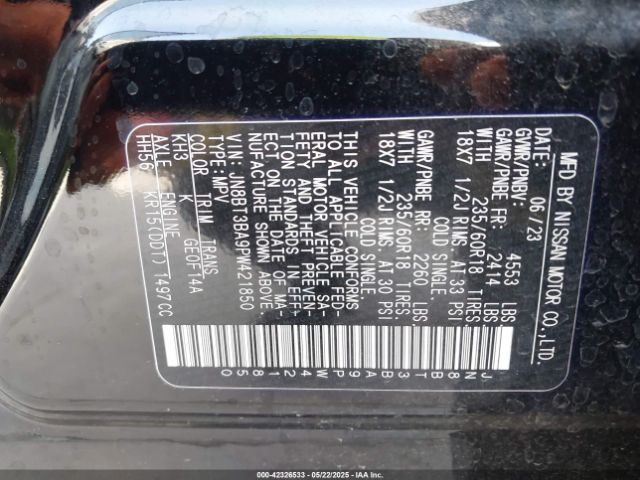 MFD BY NISSAN MOTOR CO.,LTD.
DATE: 06/23
GVWR/PNBV: 4553 LBS.
GAWR/PNBE FR: 2414 LBS.
WITH 235/60R18 TIRES.
18X7 1/2J RIMS AT 33 PSI
COLD SINGLE.
GAWR/PNBE RR: 2260 LBS.
WITH 235/60R18 TIRES.
18X7 1/2J RIMS AT 30 PSI
COLD SINGLE.
THIS VEHICLE CONFORMS
TO ALL APPLICABLE FED-
ERAL MOTOR VEHICLE SA-
FETY AND THEFT PREVEN-
TION STANDARDS IN EFF-
ECT ON THE DATE OF MA-
NUFACTURE SHOWN ABOVE
: JN8BT3BA9PW421850
TYPE:MPV
COLOR TRIM TRANS.
KH3 K GE0F14A
AXLE ENGINE
HH56 KR15(DDT) 1497CC
JN8BT3BA9PW421850
000-42326533 - 05/22/2025 - IAA Inc.